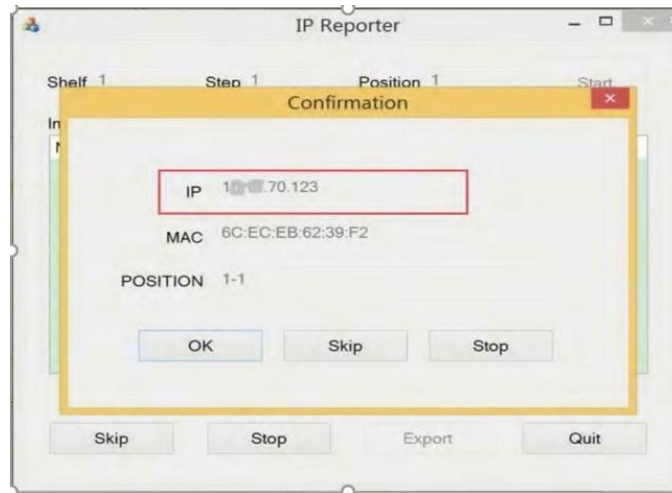 IP Reporter
Shelf 1 Step 1 Position 1 Start
Confirmation
IP .70.123
MAC 6C:EC:EB:62:39:F2
POSITION 1-1
OK Skip Stop
Skip Stop Export Quit